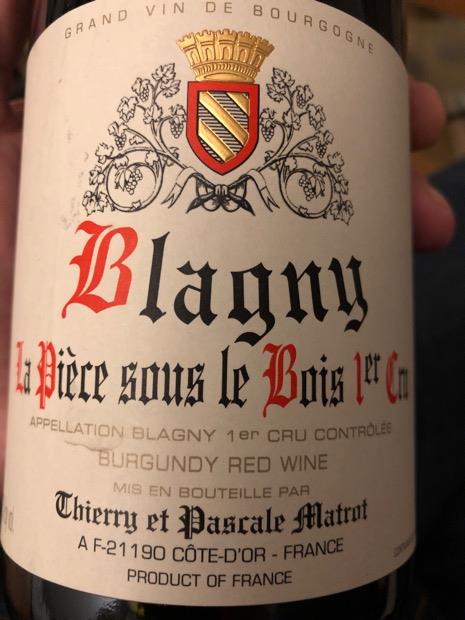 GRAND VIN DE BOURGOGNE
Blagny
La Pièce sous le Bois 1er Cru
APPELLATION BLAGNY 1er CRU CONTRÔLÉE
BURGUNDY RED WINE
MIS EN BOUTEILLE PAR
Thierry et Pascale Matrot
A F-21190 CÔTE-D'OR - FRANCE
PRODUCT OF FRANCE